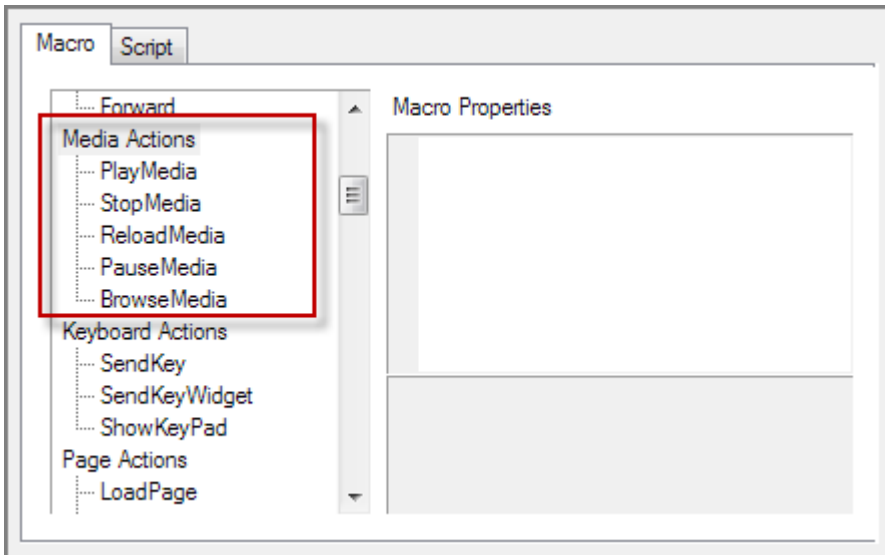 Macro
Script
Forward
Macro Properties
Media Actions
PlayMedia
StopMedia
ReloadMedia
PauseMedia
BrowseMedia
Keyboard Actions
SendKey
SendKeyWidget
ShowKeyPad
Page Actions
LoadPage